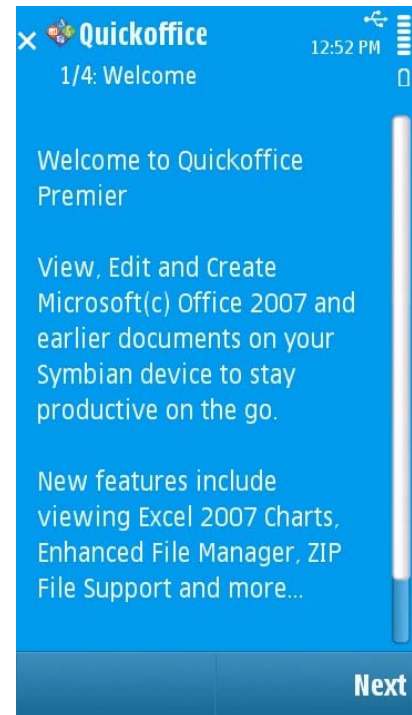 Quickoffice
12:52 PM
1/4: Welcome
Welcome to Quickoffice
Premier
View, Edit and Create
Microsoft(c) Office 2007 and
earlier documents on your
Symbian device to stay
productive on the go.
New features include
viewing Excel 2007 Charts,
Enhanced File Manager, ZIP
File Support and more...
Next